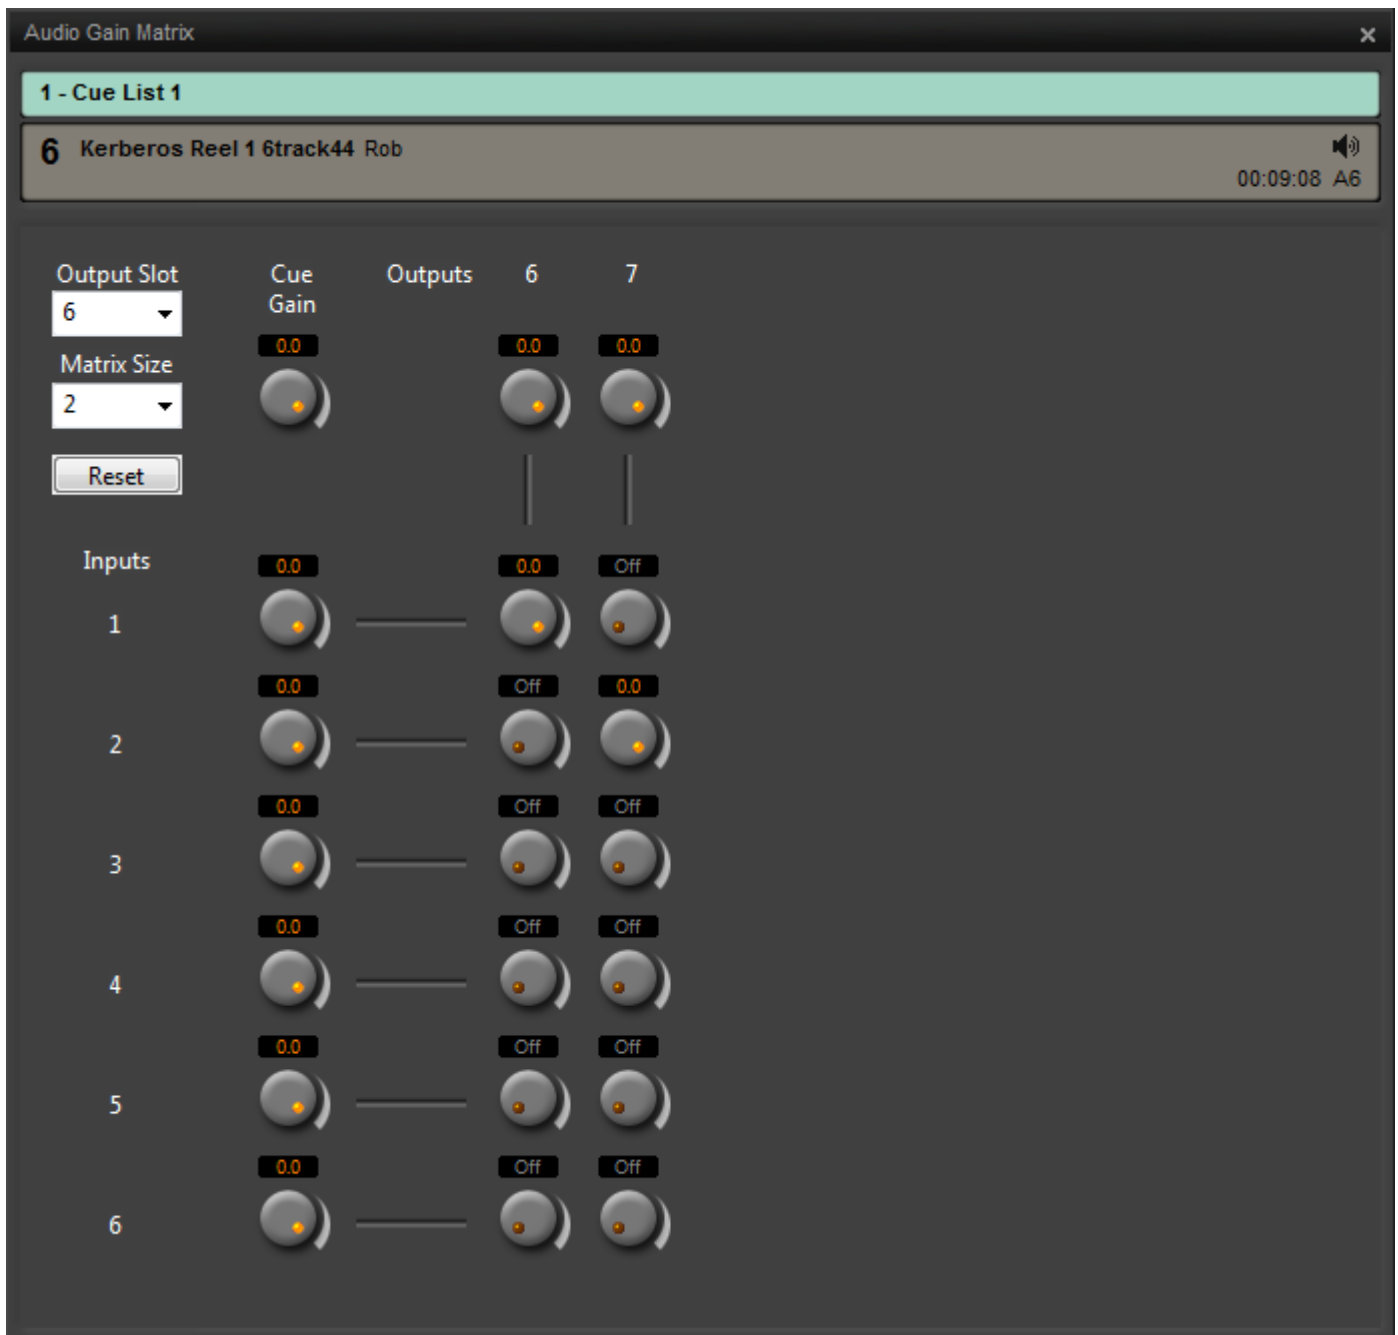 Audio Gain Matrix
1 - Cue List 1
6 Kerberos Reel 1 6track44 Rob
00:09:08 A6
Output Slot Cue Outputs 6 7
6 Gain
0.0 0.0 0.0
Matrix Size
2
Reset
Inputs 0.0 0.0 Off
1
0.0 Off 0.0
2
0.0 Off Off
3
0.0 Off Off
4
0.0 Off Off
5
0.0 Off Off
6